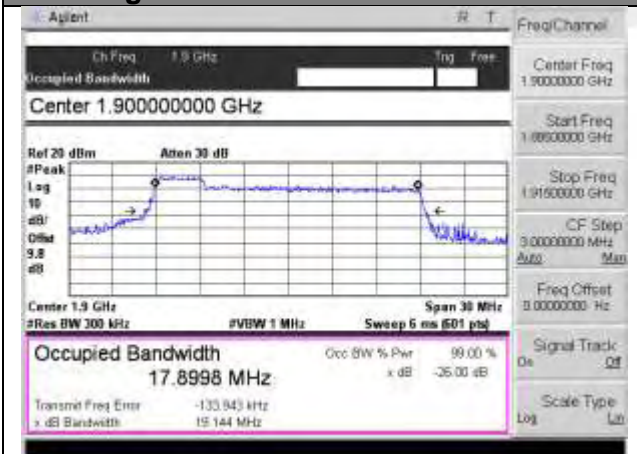 Agilent
R T
Ch Freq 1.9 GHz
Trig Free
Occupied Bandwidth
Center 1.900000000 GHz
Ref 20 dBm
Atten 30 dB
#Peak
Log
10
dB/
Offst
9.8
dB
Center 1.9 GHz
Span 30 MHz
#Res BW 300 kHz
#VBW 1 MHz
Sweep 6 ms (601 pts)
Occupied Bandwidth
17.8998 MHz
Occ BW % Pwr 99.00 %
x dB -26.00 dB
Transmit Freq Error -133.943 kHz
x dB Bandwidth 19.144 MHz
Freq/Channel
Center Freq
1.90000000 GHz
Start Freq
1.88500000 GHz
Stop Freq
1.91500000 GHz
CF Step
3.00000000 MHz
Auto Man
Freq Offset
0.00000000 Hz
Signal Track
On Off
Scale Type
Log Lin